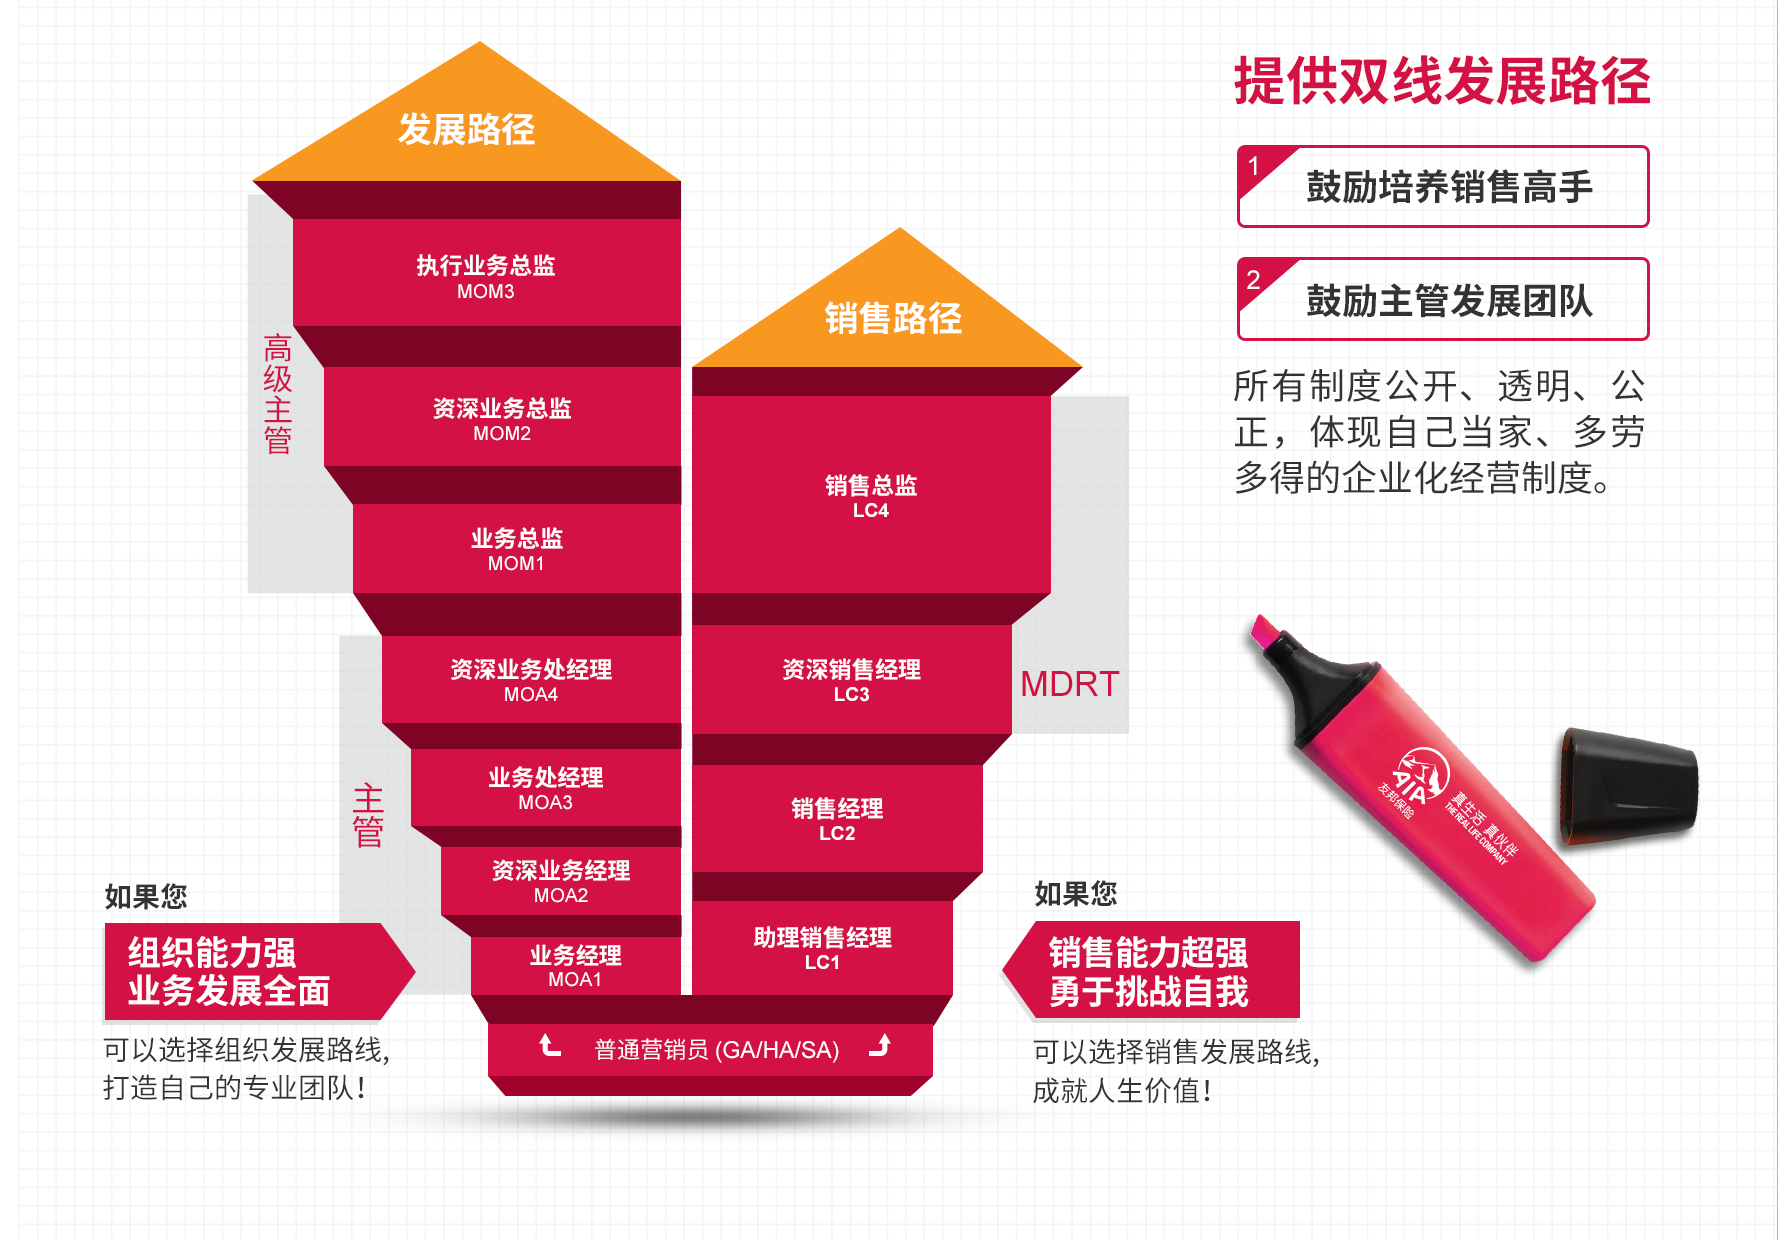 发展路径
执行业务总监
MOM3
资深业务总监
MOM2
业务总监
MOM1
高级主管
资深业务处经理
MOA4
业务处经理
MOA3
资深业务经理
MOA2
业务经理
MOA1
主管
销售路径
销售总监
LC4
资深销售经理
LC3
销售经理
LC2
助理销售经理
LC1
MDRT
普通营销员 (GA/HA/SA)
如果您
组织能力强
业务发展全面
可以选择组织发展路线,
打造自己的专业团队!
如果您
销售能力超强
勇于挑战自我
可以选择销售发展路线,
成就人生价值!
提供双线发展路径
1
鼓励培养销售高手
2
鼓励主管发展团队
所有制度公开、透明、公
正，体现自己当家、多劳
多得的企业化经营制度。
AIA
友邦保险
真生活 真伙伴
THE REAL LIFE COMPANY